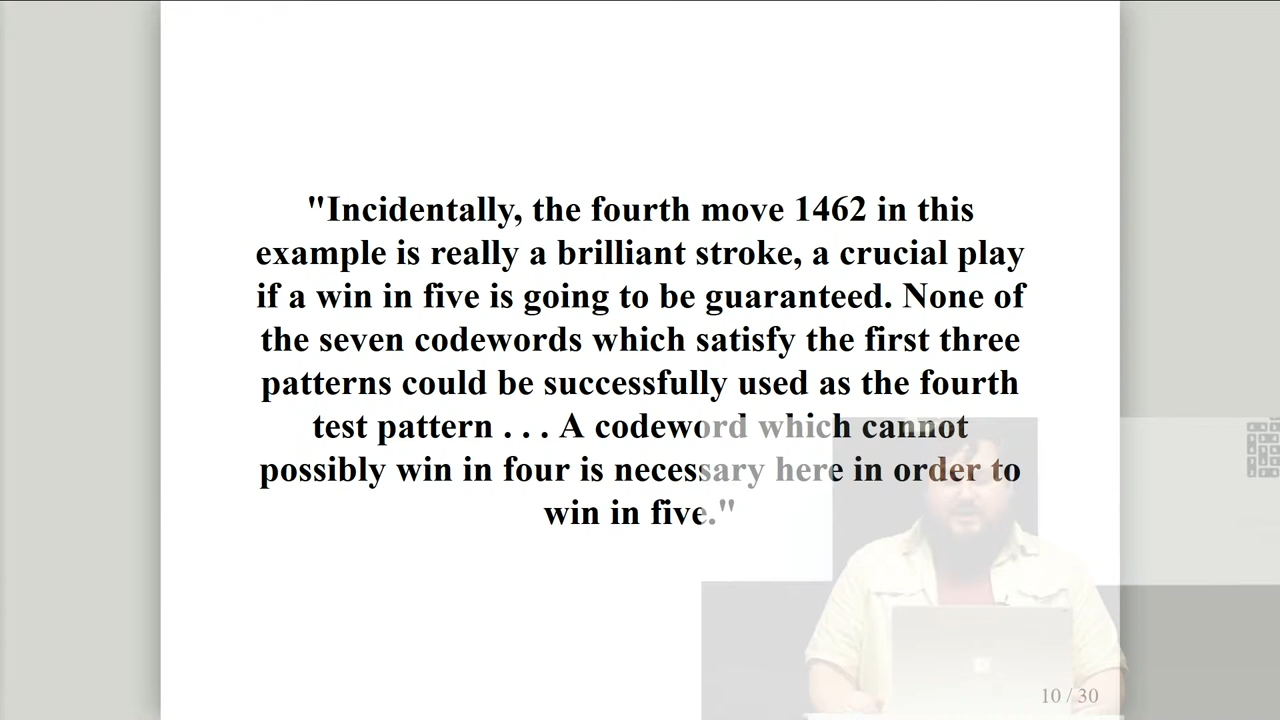 "Incidentally, the fourth move 1462 in this
example is really a brilliant stroke, a crucial play
if a win in five is going to be guaranteed. None of
the seven codewords which satisfy the first three
patterns could be successfully used as the fourth
test pattern . . . A codeword which cannot
possibly win in four is necessary here in order to
win in five."
10 / 30